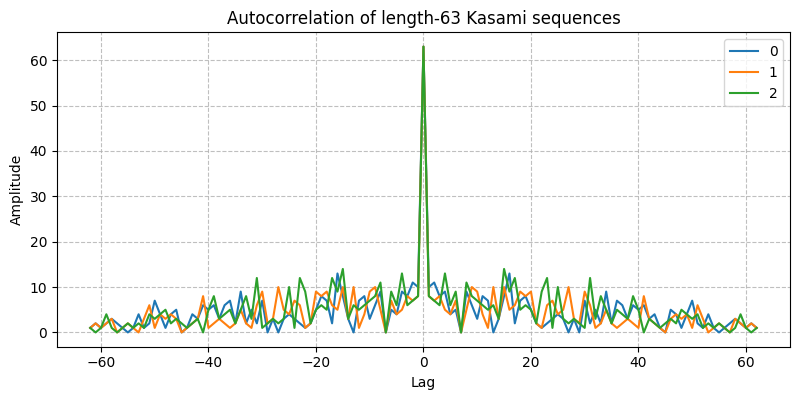 Autocorrelation of length-63 Kasami sequences
0
1
2
60
50
40
30
20
10
0
Amplitude
−60 −40 −20 0 20 40 60
Lag